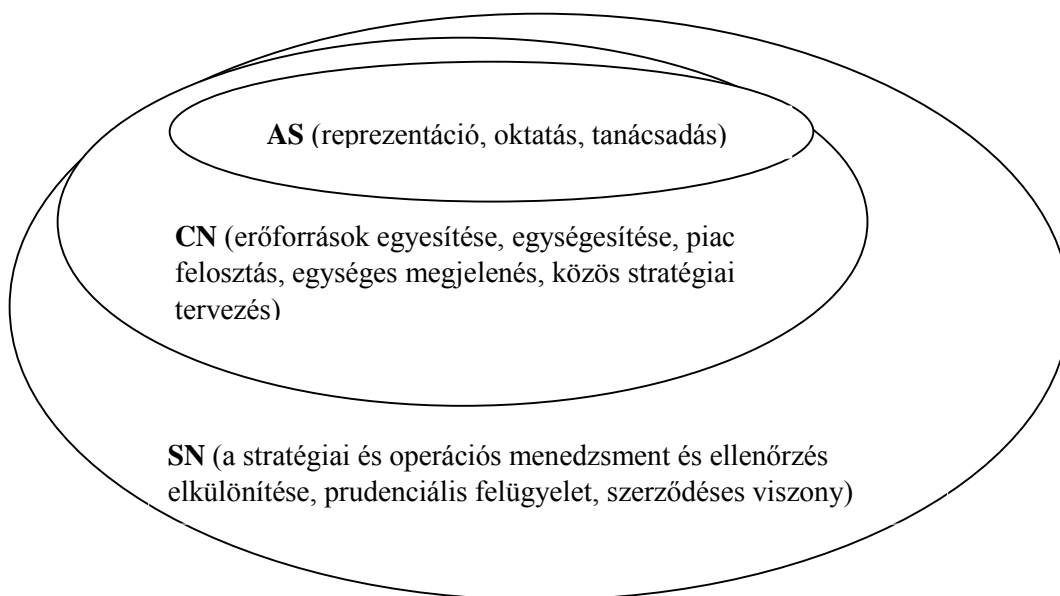 AS (reprezentáció, oktatás, tanácsadás)
CN (erőforrások egyesítése, egységesítése, piac
felosztás, egységes megjelenés, közös stratégiai
tervezés)
SN (a stratégiai és operációs menedzsment és ellenőrzés
elkülönítése, prudenciális felügyelet, szerződéses viszony)